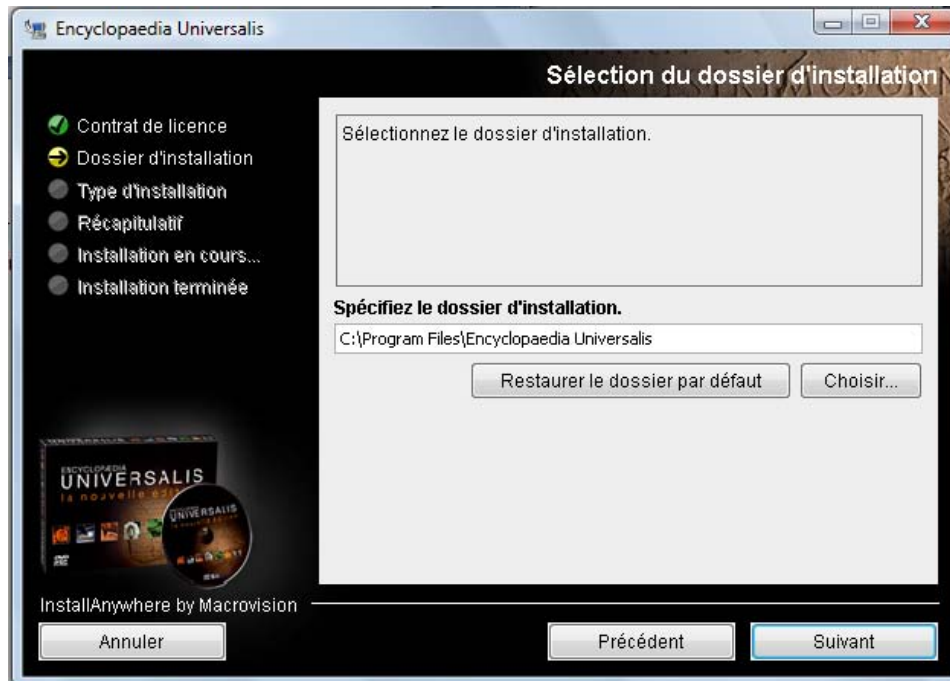 Encyclopaedia Universalis
Sélection du dossier d'installation
Contrat de licence
Dossier d'installation
Type d'installation
Récapitulatif
Installation en cours...
Installation terminée
Sélectionnez le dossier d'installation.
Spécifiez le dossier d'installation.
C:\Program Files\Encyclopaedia Universalis
Restaurer le dossier par défaut
Choisir...
ENCYCLOPÆDIA
UNIVERSALIS
la nouvelle édition
UNIVERSALIS
InstallAnywhere by Macrovision
Annuler
Précédent
Suivant